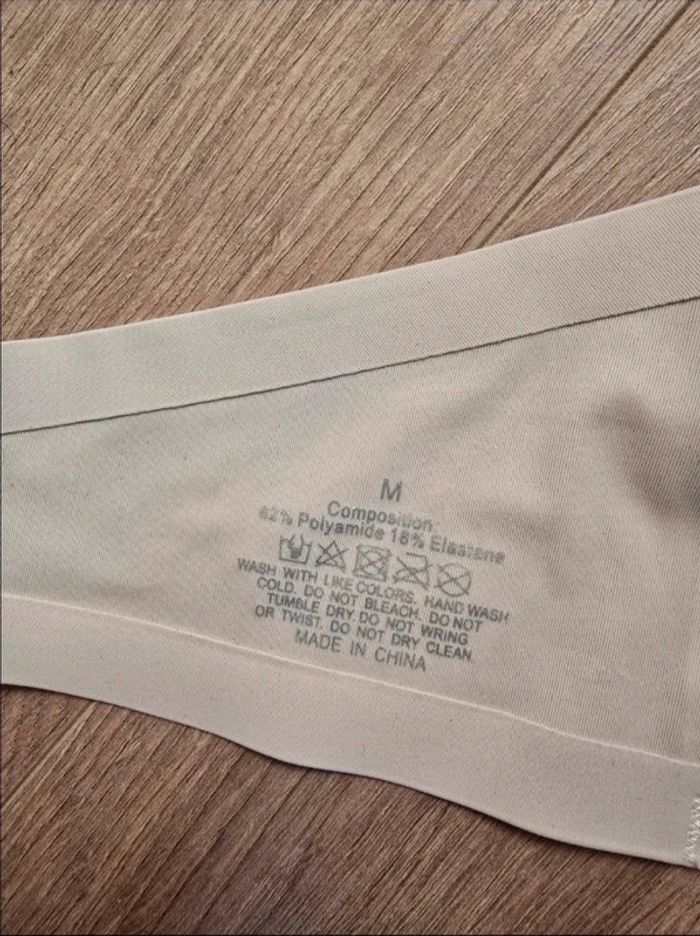 M
Composition:
82% Polyamide 18% Elastane
WASH WITH LIKE COLORS, HAND WASH
COLD. DO NOT BLEACH. DO NOT
TUMBLE DRY DO NOT WRING
OR TWIST. DO NOT DRY CLEAN.
MADE IN CHINA